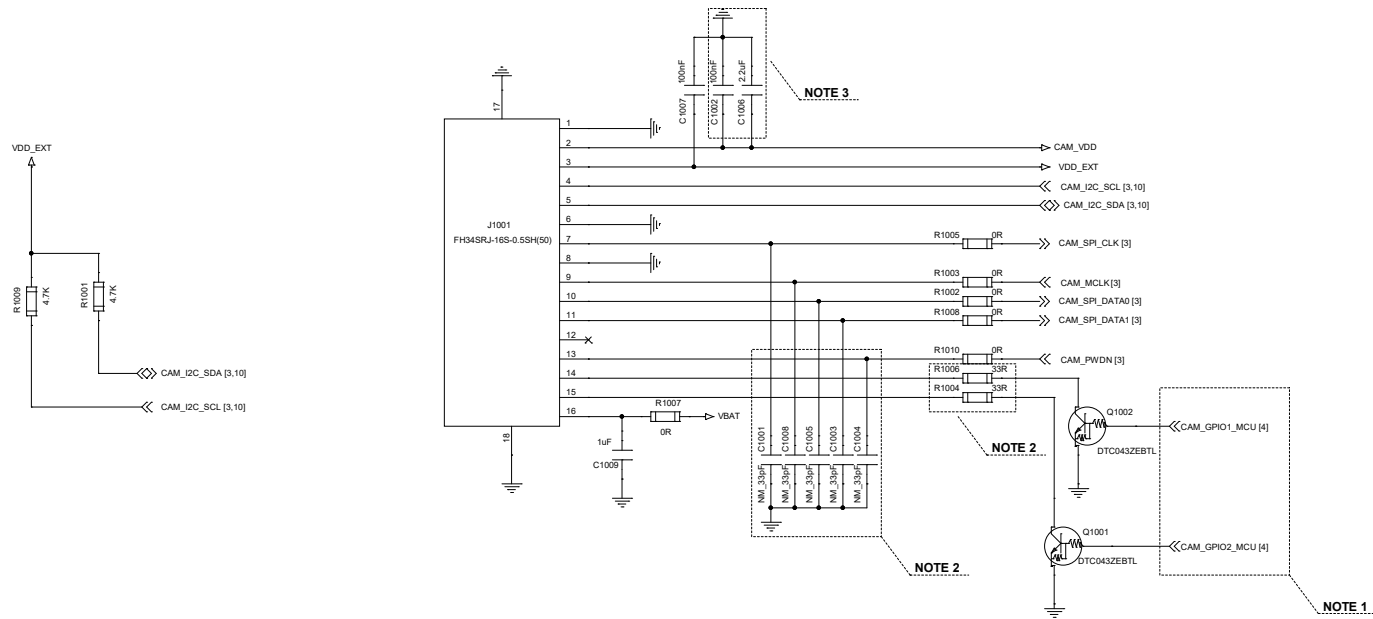 100nF
100nF
2.2uF
C1007
C1002
C1006
NOTE 3
17
VDD_EXT
1
2
CAM_VDD
3
VDD_EXT
4
CAM_I2C_SCL [3,10]
5
CAM_I2C_SDA [3,10]
J1001
FH34SRJ-16S-0.5SH(50)
6
7
R1005
0R
CAM_SPI_CLK [3]
8
9
R1003
0R
CAM_MCLK[3]
10
R1002
0R
CAM_SPI_DATA0 [3]
11
R1008
0R
CAM_SPI_DATA1 [3]
12
13
R1010
0R
CAM_PWDN [3]
14
R1006
33R
15
R1004
33R
16
R1007
0R
VBAT
18
1uF
C1009
R1009
4.7K
R1001
4.7K
CAM_I2C_SDA [3,10]
CAM_I2C_SCL [3,10]
C1001
C1008
C1005
C1003
C1004
NM_33pF
NM_33pF
NM_33pF
NM_33pF
NM_33pF
NOTE 2
NOTE 2
Q1002
DTC043ZEBTL
CAM_GPIO1_MCU [4]
Q1001
DTC043ZEBTL
CAM_GPIO2_MCU [4]
NOTE 1